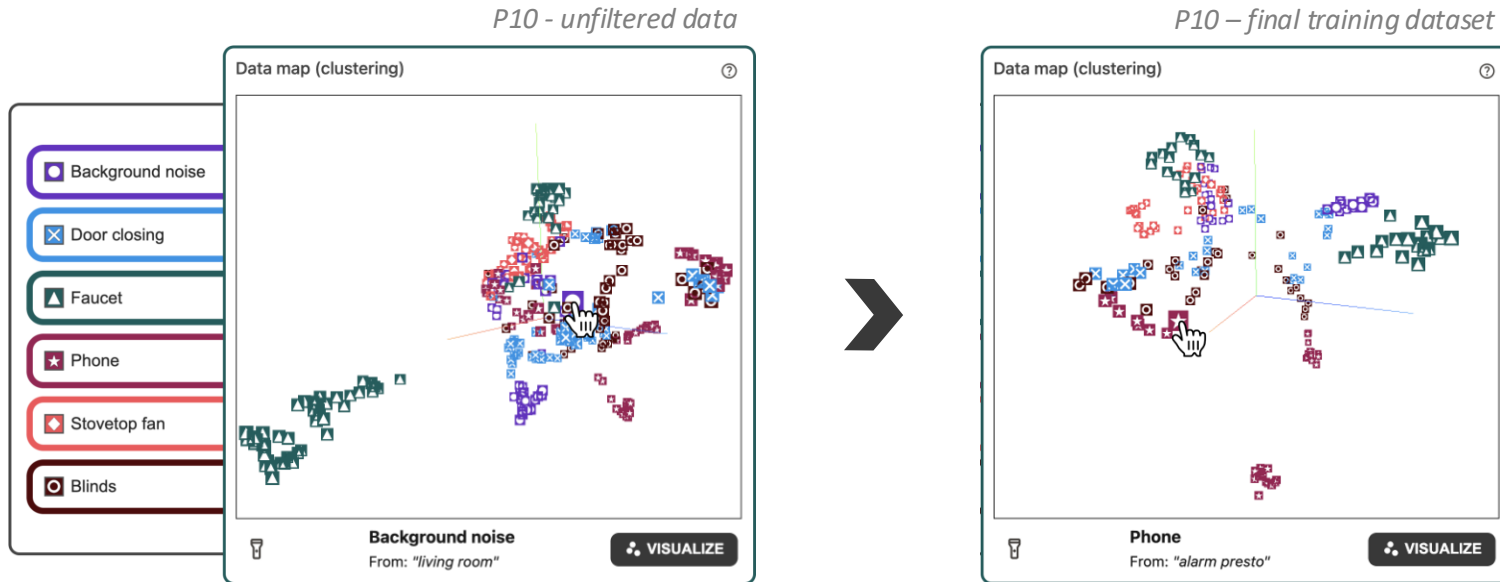 P10 - unfiltered data
P10 – final training dataset
Data map (clustering)
?
Background noise
Door closing
Faucet
Phone
Stovetop fan
Blinds
Background noise
From: "living room"
VISUALIZE
Data map (clustering)
?
Phone
From: "alarm presto"
VISUALIZE